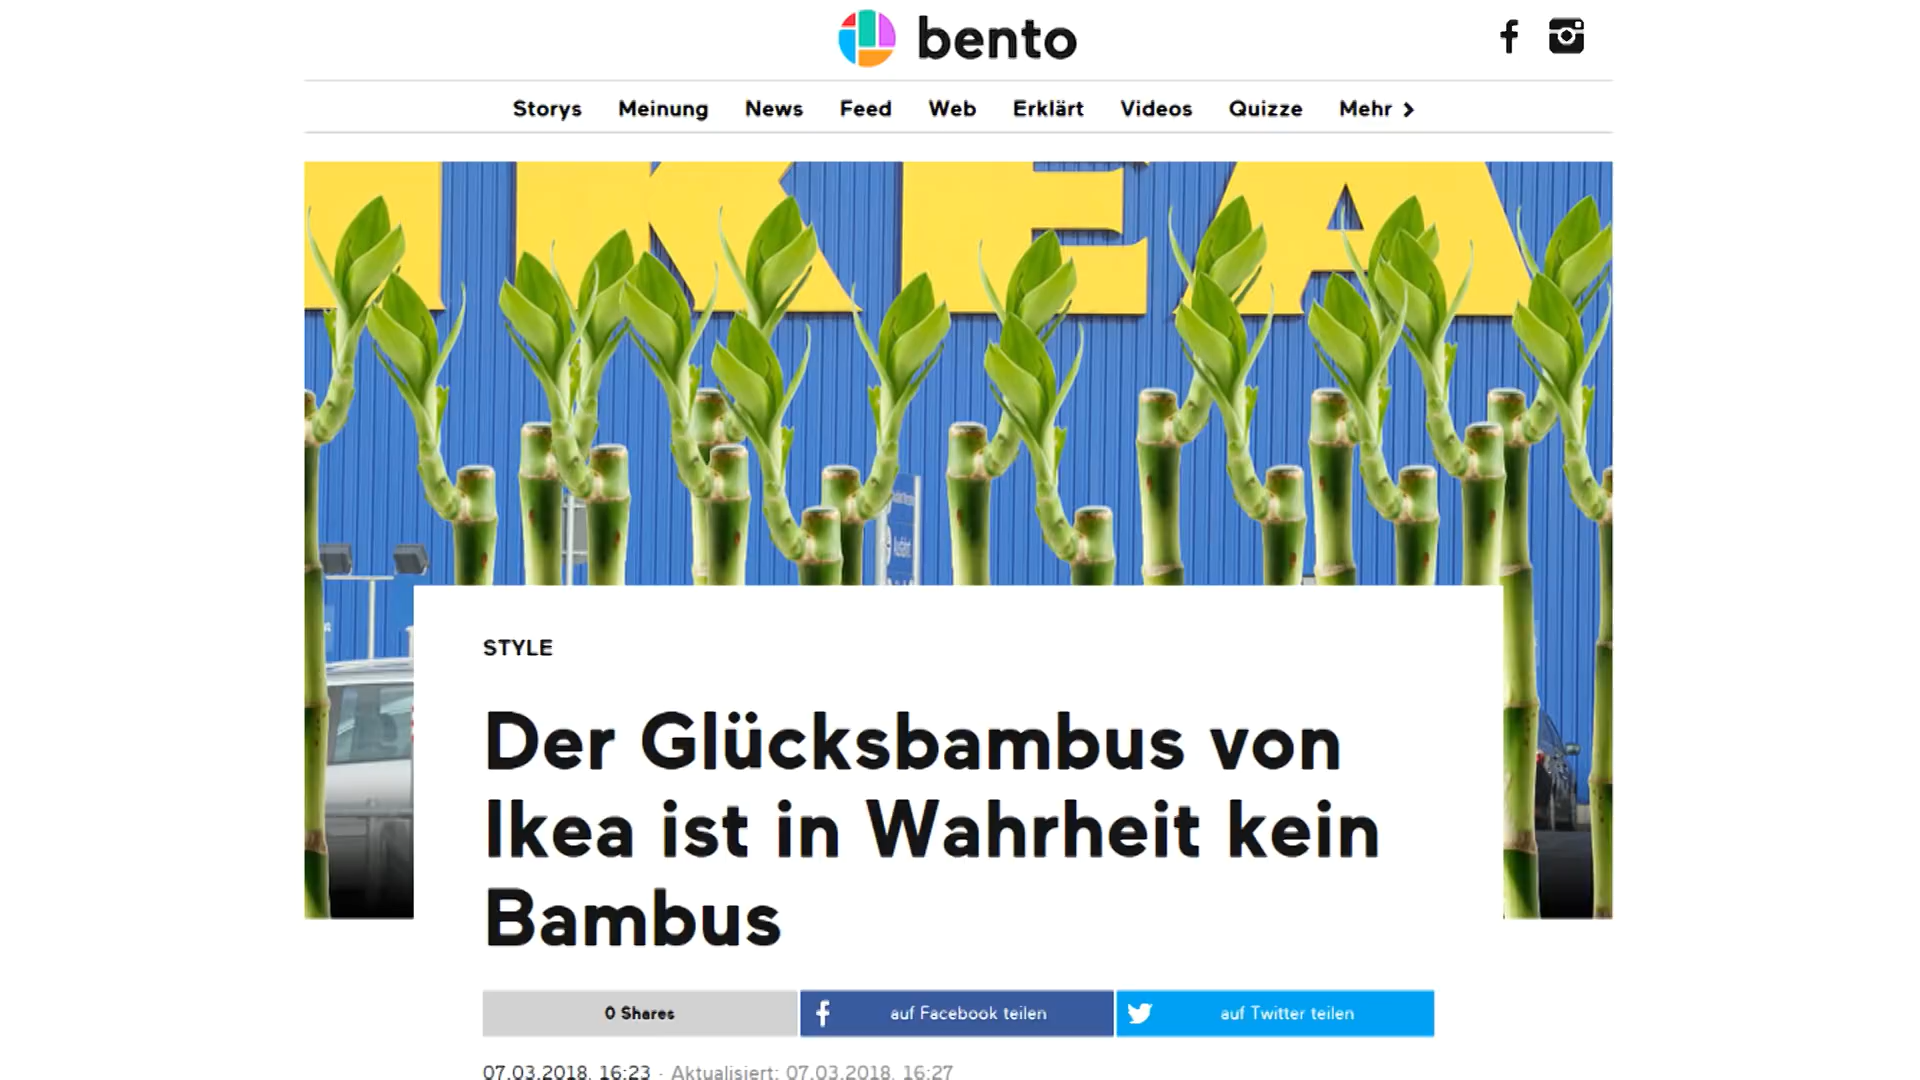 bento
Storys Meinung News Feed Web Erklärt Videos Quizze Mehr
IKEA
STYLE
Der Glücksbambus von
Ikea ist in Wahrheit kein
Bambus
0 Shares
auf Facebook teilen
auf Twitter teilen
07.03.2018, 16:23 · Aktualisiert: 07.03.2018, 16:27